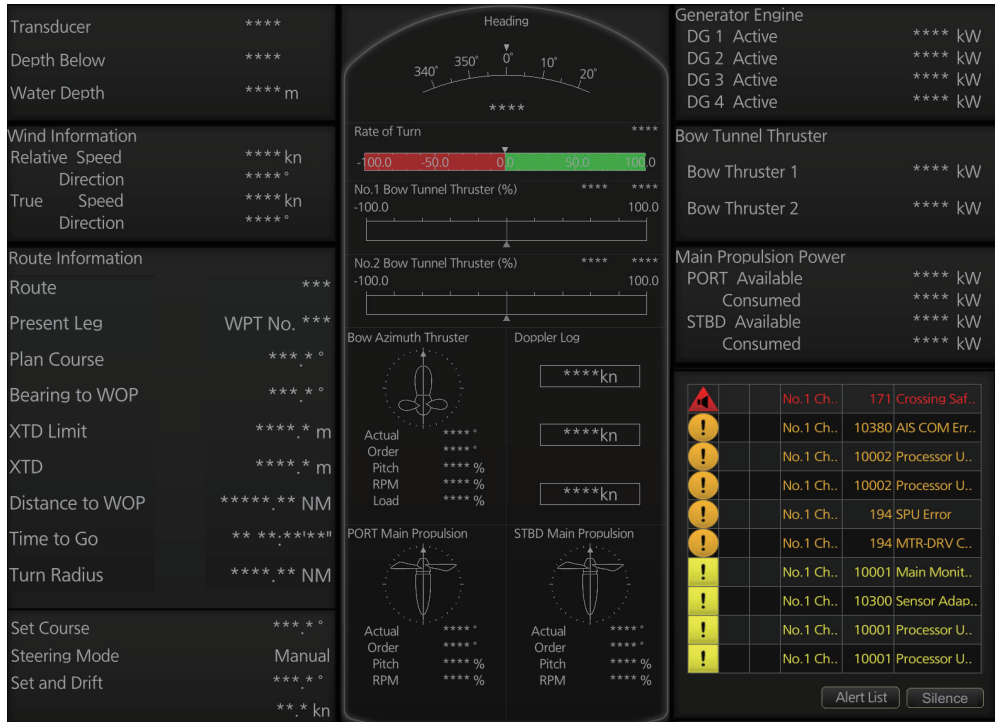 Transducer ****
Depth Below ****
Water Depth **** m
Wind Information
Relative Speed **** kn
Direction **** °
True Speed **** kn
Direction **** °
Route Information
Route ***
Present Leg WPT No. ***
Plan Course ***.* °
Bearing to WOP ***.* °
XTD Limit ****.* m
XTD ****.* m
Distance to WOP *****.** NM
Time to Go ** **:**'**"
Turn Radius ****.** NM
Set Course ***.* °
Steering Mode Manual
Set and Drift ***.* °
**.* kn
Heading
340° 350° 0° 10° 20°
****
Rate of Turn ****
-100.0 -50.0 0.0 50.0 100.0
No.1 Bow Tunnel Thruster (%) **** ****
-100.0 100.0
No.2 Bow Tunnel Thruster (%) **** ****
-100.0 100.0
Bow Azimuth Thruster
Actual **** °
Order **** °
Pitch **** %
RPM **** %
Load **** %
Doppler Log
****kn
****kn
****kn
PORT Main Propulsion
Actual **** °
Order **** °
Pitch **** %
RPM **** %
STBD Main Propulsion
Actual **** °
Order **** °
Pitch **** %
RPM **** %
Generator Engine
DG 1 Active **** kW
DG 2 Active **** kW
DG 3 Active **** kW
DG 4 Active **** kW
Bow Tunnel Thruster
Bow Thruster 1 **** kW
Bow Thruster 2 **** kW
Main Propulsion Power
PORT Available **** kW
Consumed **** kW
STBD Available **** kW
Consumed **** kW
No.1 Ch.. 171 Crossing Saf..
! No.1 Ch.. 10380 AIS COM Err..
! No.1 Ch.. 10002 Processor U..
! No.1 Ch.. 10002 Processor U..
! No.1 Ch.. 194 SPU Error
! No.1 Ch.. 194 MTR-DRV C..
! No.1 Ch.. 10001 Main Monit..
! No.1 Ch.. 10300 Sensor Adap..
! No.1 Ch.. 10001 Processor U..
! No.1 Ch.. 10001 Processor U..
Alert List Silence